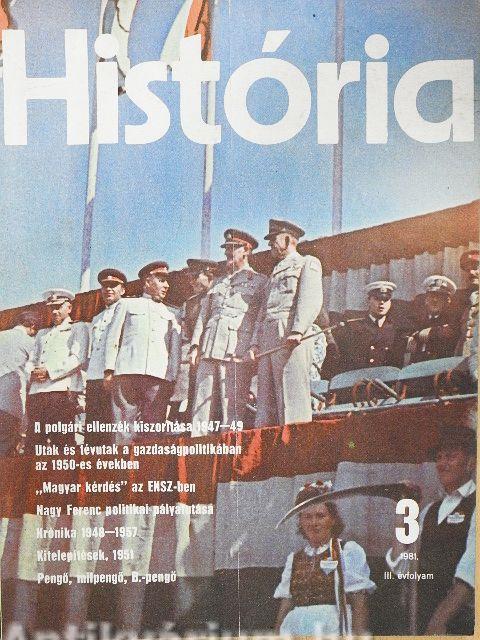 História
A polgári ellenzék kiszorítása 1947—49
Utak és tévutak a gazdaságpolitikában
az 1950-es években
„Magyar kérdés" az ENSZ-ben
Nagy Ferenc politikai pályafutása
Krónika 1948—1957
Kitelepítések, 1951
Pengő, milpengő, B.-pengő
3
1981.
III. évfolyam